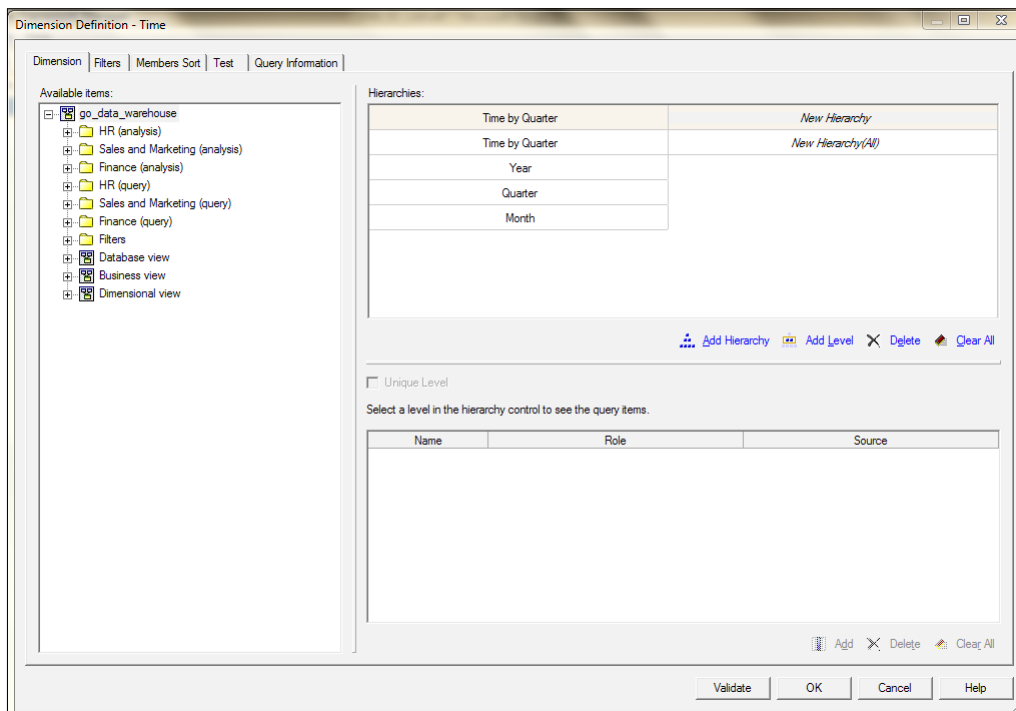 Dimension Definition - Time
Dimension Filters Members Sort Test Query Information
Available items:
go_data_warehouse
HR (analysis)
Sales and Marketing (analysis)
Finance (analysis)
HR (query)
Sales and Marketing (query)
Finance (query)
Filters
Database view
Business view
Dimensional view
Hierarchies:
Time by Quarter New Hierarchy
Time by Quarter New Hierarchy(All)
Year
Quarter
Month
Add Hierarchy Add Level Delete Clear All
Unique Level
Select a level in the hierarchy control to see the query items.
Name Role Source
Add Delete Clear All
Validate OK Cancel Help